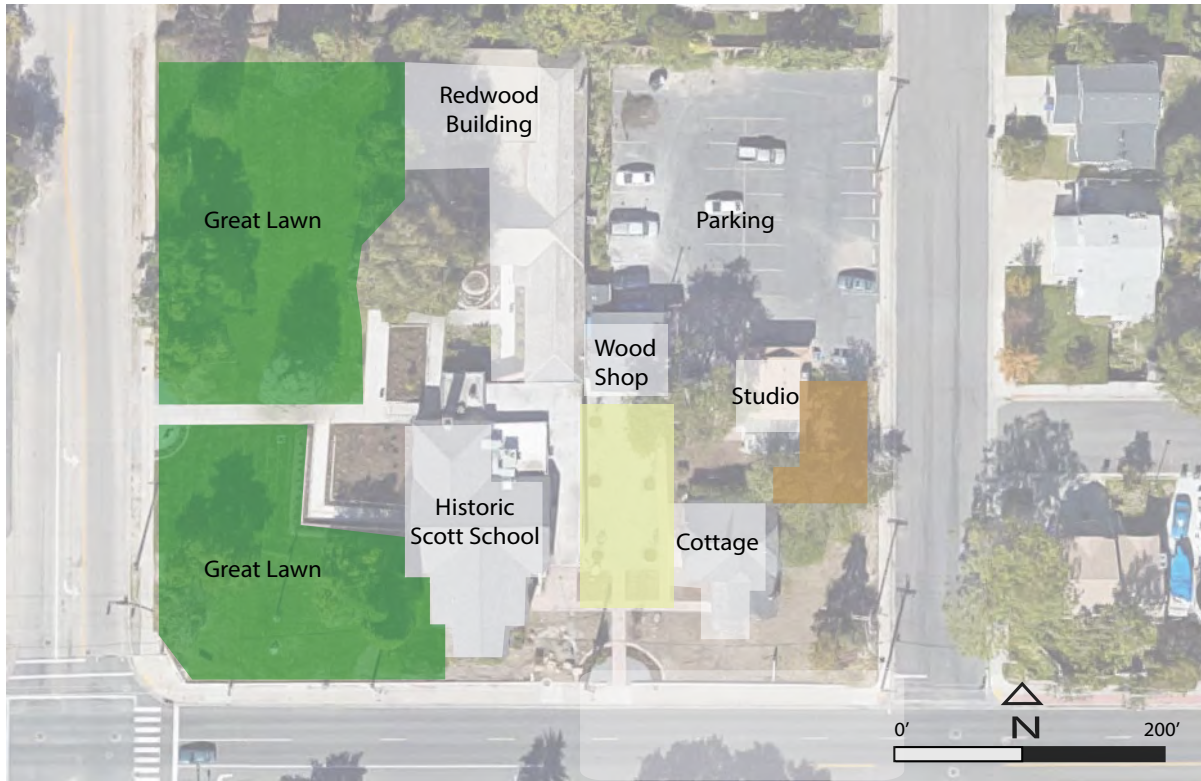 Redwood
Building
Great Lawn
Parking
Wood
Shop
Studio
Historic
Scott School
Cottage
Great Lawn
N
0’
200’